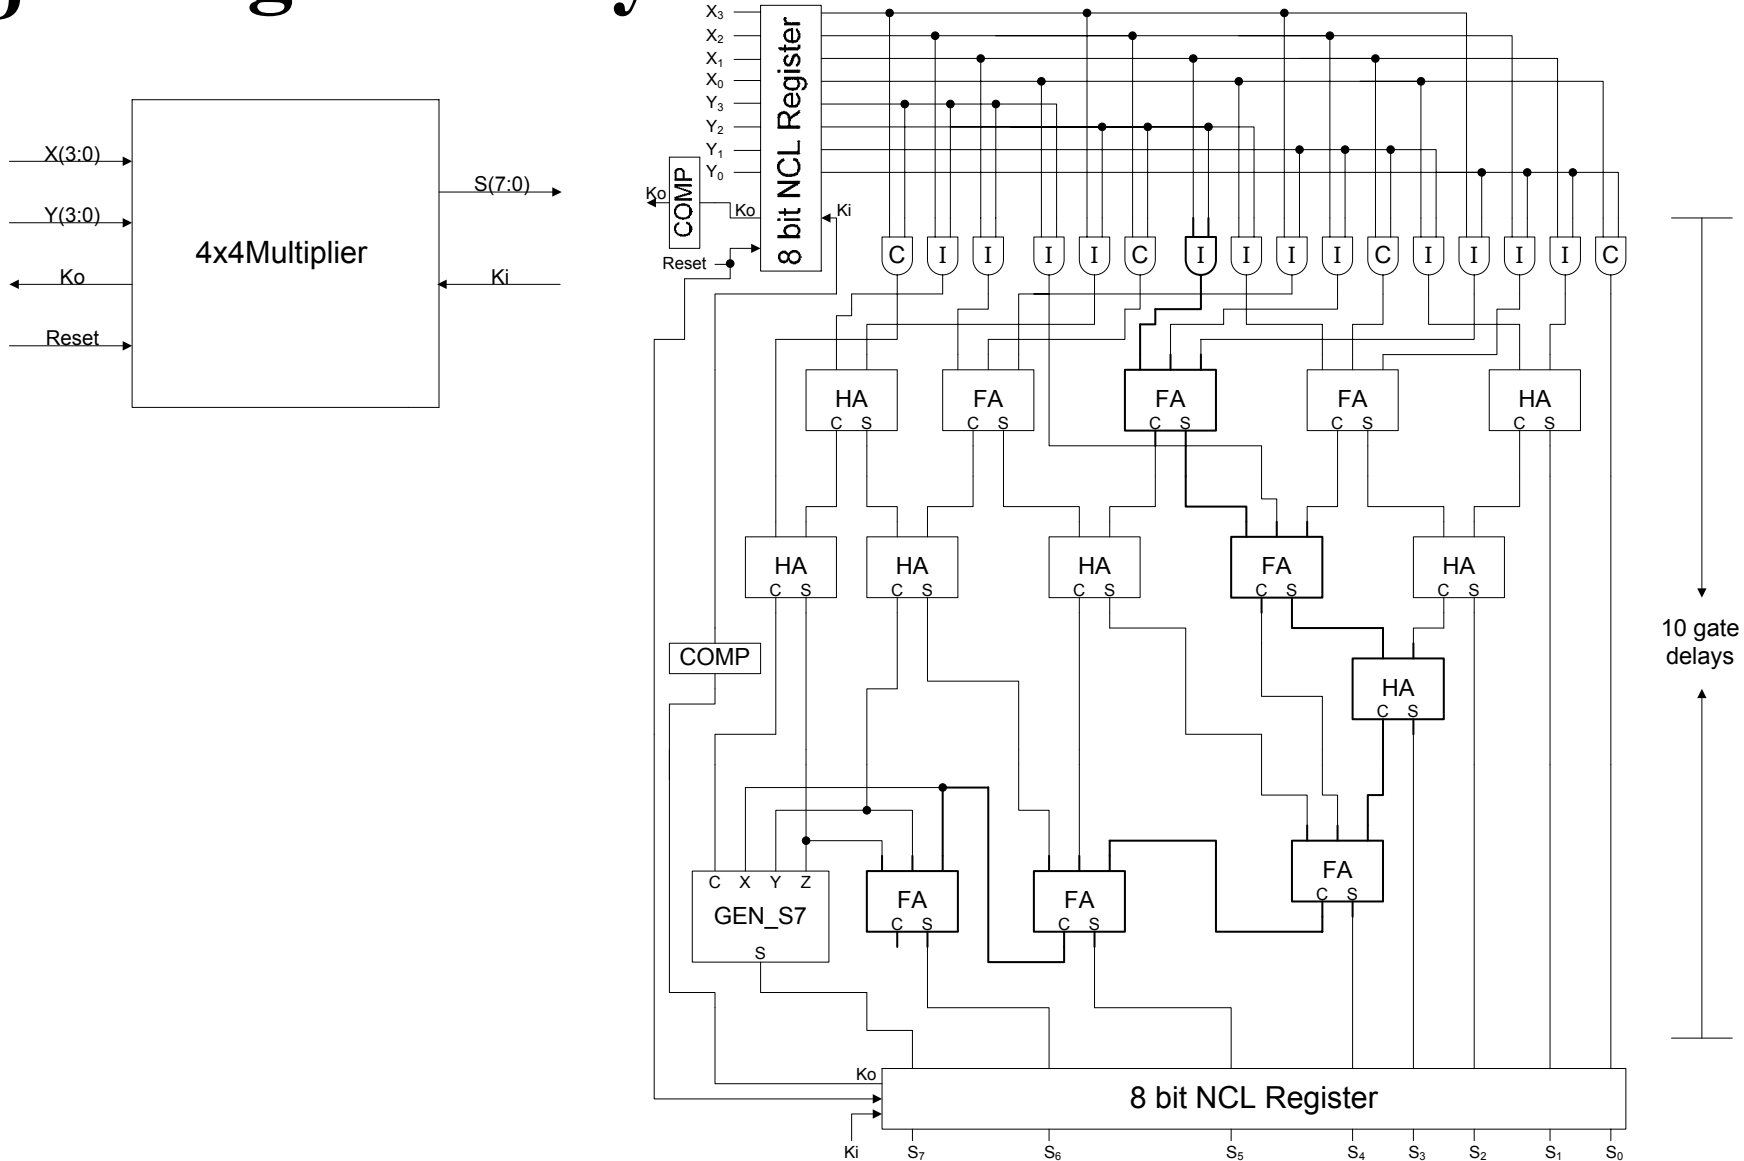 X(3:0)
Y(3:0)
Ko
Reset
4x4Multiplier
S(7:0)
Ki
X3
X2
X1
X0
Y3
Y2
Y1
Y0
8 bit NCL Register
COMP
Ko
Ko
Ki
Reset
C I I I I C I I I I C I I I I C
HA FA FA FA HA
C S C S C S C S C S
HA HA HA FA HA
C S C S C S C S C S
10 gate
delays
COMP
HA
C S
C X Y Z
GEN_S7
S
FA
C S
FA
C S
FA
C S
Ko
8 bit NCL Register
Ki S7 S6 S5 S4 S3 S2 S1 S0